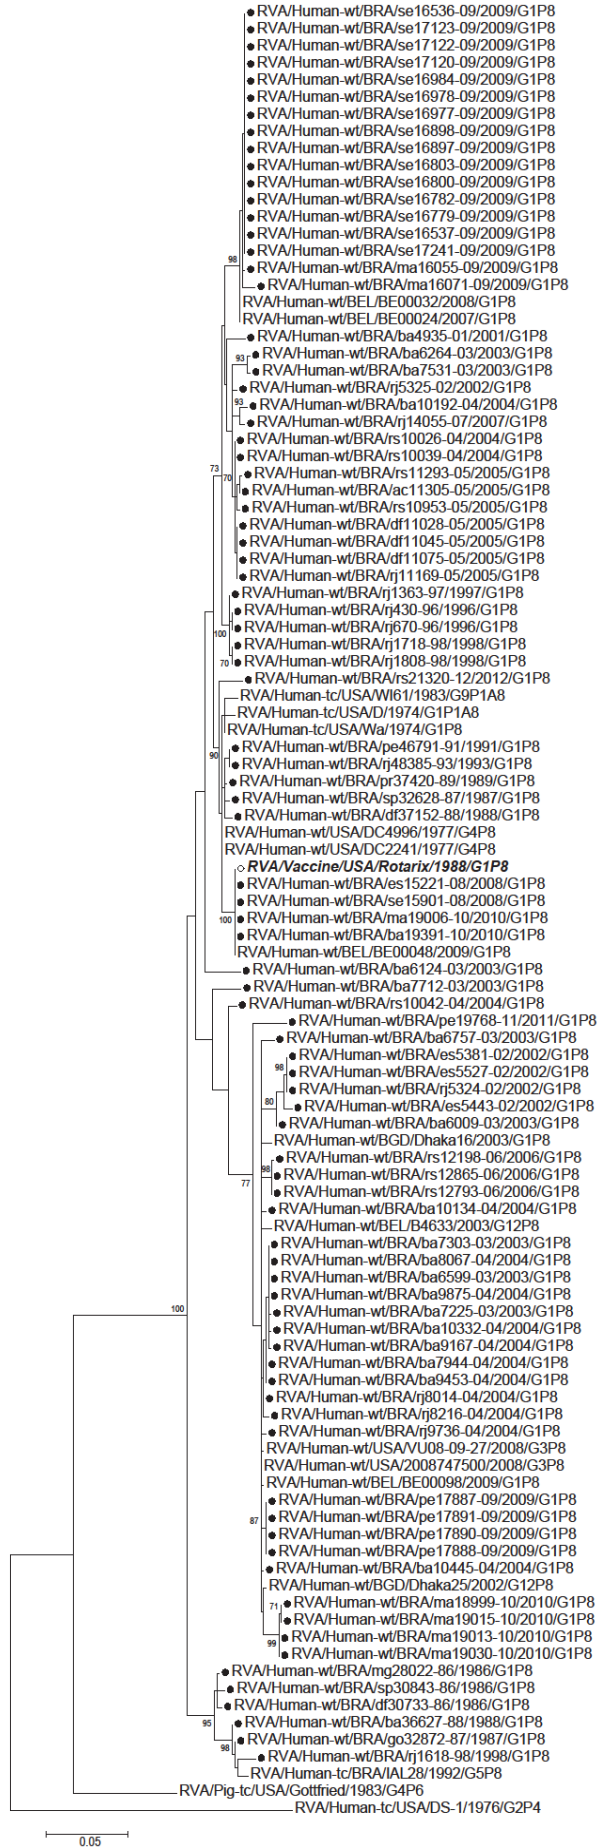 RVA/Human-wt/BRA/se16536-09/2009/G1P8
RVA/Human-wt/BRA/se17123-09/2009/G1P8
RVA/Human-wt/BRA/se17122-09/2009/G1P8
RVA/Human-wt/BRA/se17120-09/2009/G1P8
RVA/Human-wt/BRA/se16984-09/2009/G1P8
RVA/Human-wt/BRA/se16978-09/2009/G1P8
RVA/Human-wt/BRA/se16977-09/2009/G1P8
RVA/Human-wt/BRA/se16898-09/2009/G1P8
RVA/Human-wt/BRA/se16897-09/2009/G1P8
RVA/Human-wt/BRA/se16803-09/2009/G1P8
RVA/Human-wt/BRA/se16800-09/2009/G1P8
RVA/Human-wt/BRA/se16782-09/2009/G1P8
RVA/Human-wt/BRA/se16779-09/2009/G1P8
RVA/Human-wt/BRA/se16537-09/2009/G1P8
RVA/Human-wt/BRA/se17241-09/2009/G1P8
98
RVA/Human-wt/BRA/ma16055-09/2009/G1P8
RVA/Human-wt/BRA/ma16071-09/2009/G1P8
RVA/Human-wt/BEL/BE00032/2008/G1P8
RVA/Human-wt/BEL/BE00024/2007/G1P8
RVA/Human-wt/BRA/ba4935-01/2001/G1P8
RVA/Human-wt/BRA/ba6264-03/2003/G1P8
93
RVA/Human-wt/BRA/ba7531-03/2003/G1P8
RVA/Human-wt/BRA/rj5325-02/2002/G1P8
93
RVA/Human-wt/BRA/ba10192-04/2004/G1P8
RVA/Human-wt/BRA/rj14055-07/2007/G1P8
RVA/Human-wt/BRA/rs10026-04/2004/G1P8
RVA/Human-wt/BRA/rs10039-04/2004/G1P8
73
70
RVA/Human-wt/BRA/rs11293-05/2005/G1P8
RVA/Human-wt/BRA/ac11305-05/2005/G1P8
RVA/Human-wt/BRA/rs10953-05/2005/G1P8
RVA/Human-wt/BRA/df11028-05/2005/G1P8
RVA/Human-wt/BRA/df11045-05/2005/G1P8
RVA/Human-wt/BRA/df11075-05/2005/G1P8
RVA/Human-wt/BRA/rj11169-05/2005/G1P8
RVA/Human-wt/BRA/rj1363-97/1997/G1P8
RVA/Human-wt/BRA/rj430-96/1996/G1P8
RVA/Human-wt/BRA/rj670-96/1996/G1P8
100
RVA/Human-wt/BRA/rj1718-98/1998/G1P8
70
RVA/Human-wt/BRA/rj1808-98/1998/G1P8
RVA/Human-wt/BRA/rs21320-12/2012/G1P8
RVA/Human-tc/USA/WI61/1983/G9P1A8
RVA/Human-tc/USA/D/1974/G1P1A8
RVA/Human-tc/USA/Wa/1974/G1P8
RVA/Human-wt/BRA/pe46791-91/1991/G1P8
90
RVA/Human-wt/BRA/rj48385-93/1993/G1P8
RVA/Human-wt/BRA/pr37420-89/1989/G1P8
RVA/Human-wt/BRA/sp32628-87/1987/G1P8
RVA/Human-wt/BRA/df37152-88/1988/G1P8
RVA/Human-wt/USA/DC4996/1977/G4P8
RVA/Human-wt/USA/DC2241/1977/G4P8
RVA/Vaccine/USA/Rotarix/1988/G1P8
RVA/Human-wt/BRA/es15221-08/2008/G1P8
RVA/Human-wt/BRA/se15901-08/2008/G1P8
100
RVA/Human-wt/BRA/ma19006-10/2010/G1P8
RVA/Human-wt/BRA/ba19391-10/2010/G1P8
RVA/Human-wt/BEL/BE00048/2009/G1P8
RVA/Human-wt/BRA/ba6124-03/2003/G1P8
RVA/Human-wt/BRA/ba7712-03/2003/G1P8
RVA/Human-wt/BRA/rs10042-04/2004/G1P8
RVA/Human-wt/BRA/pe19768-11/2011/G1P8
RVA/Human-wt/BRA/ba6757-03/2003/G1P8
RVA/Human-wt/BRA/es5381-02/2002/G1P8
98
RVA/Human-wt/BRA/es5527-02/2002/G1P8
RVA/Human-wt/BRA/rj5324-02/2002/G1P8
80
RVA/Human-wt/BRA/es5443-02/2002/G1P8
RVA/Human-wt/BRA/ba6009-03/2003/G1P8
RVA/Human-wt/BGD/Dhaka16/2003/G1P8
RVA/Human-wt/BRA/rs12198-06/2006/G1P8
98
RVA/Human-wt/BRA/rs12865-06/2006/G1P8
77
RVA/Human-wt/BRA/rs12793-06/2006/G1P8
RVA/Human-wt/BRA/ba10134-04/2004/G1P8
RVA/Human-wt/BEL/B4633/2003/G12P8
RVA/Human-wt/BRA/ba7303-03/2003/G1P8
RVA/Human-wt/BRA/ba8067-04/2004/G1P8
RVA/Human-wt/BRA/ba6599-03/2003/G1P8
RVA/Human-wt/BRA/ba9875-04/2004/G1P8
100
RVA/Human-wt/BRA/ba7225-03/2003/G1P8
RVA/Human-wt/BRA/ba10332-04/2004/G1P8
RVA/Human-wt/BRA/ba9167-04/2004/G1P8
RVA/Human-wt/BRA/ba7944-04/2004/G1P8
RVA/Human-wt/BRA/ba9453-04/2004/G1P8
RVA/Human-wt/BRA/rj8014-04/2004/G1P8
RVA/Human-wt/BRA/rj8216-04/2004/G1P8
RVA/Human-wt/BRA/rj9736-04/2004/G1P8
RVA/Human-wt/USA/VU08-09-27/2008/G3P8
RVA/Human-wt/USA/2008747500/2008/G3P8
RVA/Human-wt/BEL/BE00098/2009/G1P8
RVA/Human-wt/BRA/pe17887-09/2009/G1P8
87
RVA/Human-wt/BRA/pe17891-09/2009/G1P8
RVA/Human-wt/BRA/pe17890-09/2009/G1P8
RVA/Human-wt/BRA/pe17888-09/2009/G1P8
RVA/Human-wt/BRA/ba10445-04/2004/G1P8
RVA/Human-wt/BGD/Dhaka25/2002/G12P8
71
RVA/Human-wt/BRA/ma18999-10/2010/G1P8
RVA/Human-wt/BRA/ma19015-10/2010/G1P8
99
RVA/Human-wt/BRA/ma19013-10/2010/G1P8
RVA/Human-wt/BRA/ma19030-10/2010/G1P8
RVA/Human-wt/BRA/mg28022-86/1986/G1P8
RVA/Human-wt/BRA/sp30843-86/1986/G1P8
RVA/Human-wt/BRA/df30733-86/1986/G1P8
95
RVA/Human-wt/BRA/ba36627-88/1988/G1P8
98
RVA/Human-wt/BRA/go32872-87/1987/G1P8
RVA/Human-wt/BRA/rj1618-98/1998/G1P8
RVA/Human-tc/BRA/IAL28/1992/G5P8
RVA/Pig-tc/USA/Gottfried/1983/G4P6
RVA/Human-tc/USA/DS-1/1976/G2P4
0.05